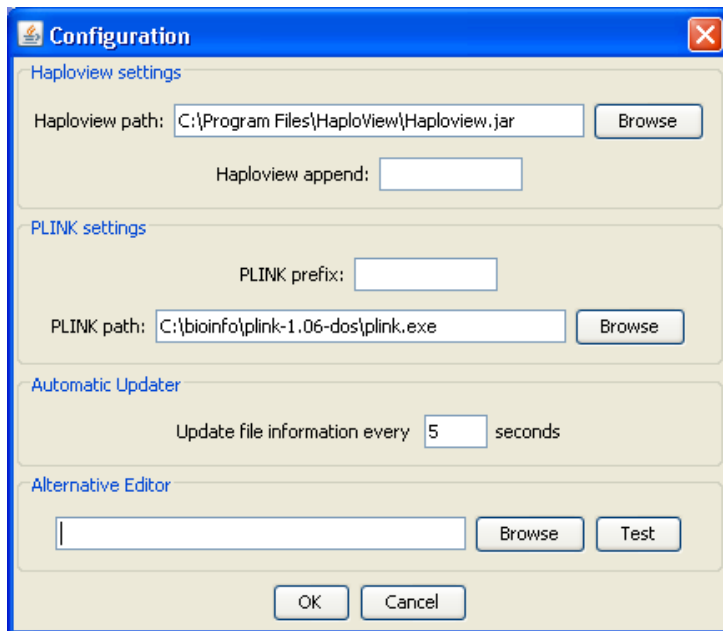 Configuration
Haploview settings
Haploview path: C:\Program Files\HaploView\Haploview.jar Browse
Haploview append:
PLINK settings
PLINK prefix:
PLINK path: C:\bioinfo\plink-1.06-dos\plink.exe Browse
Automatic Updater
Update file information every 5 seconds
Alternative Editor
Browse Test
OK Cancel